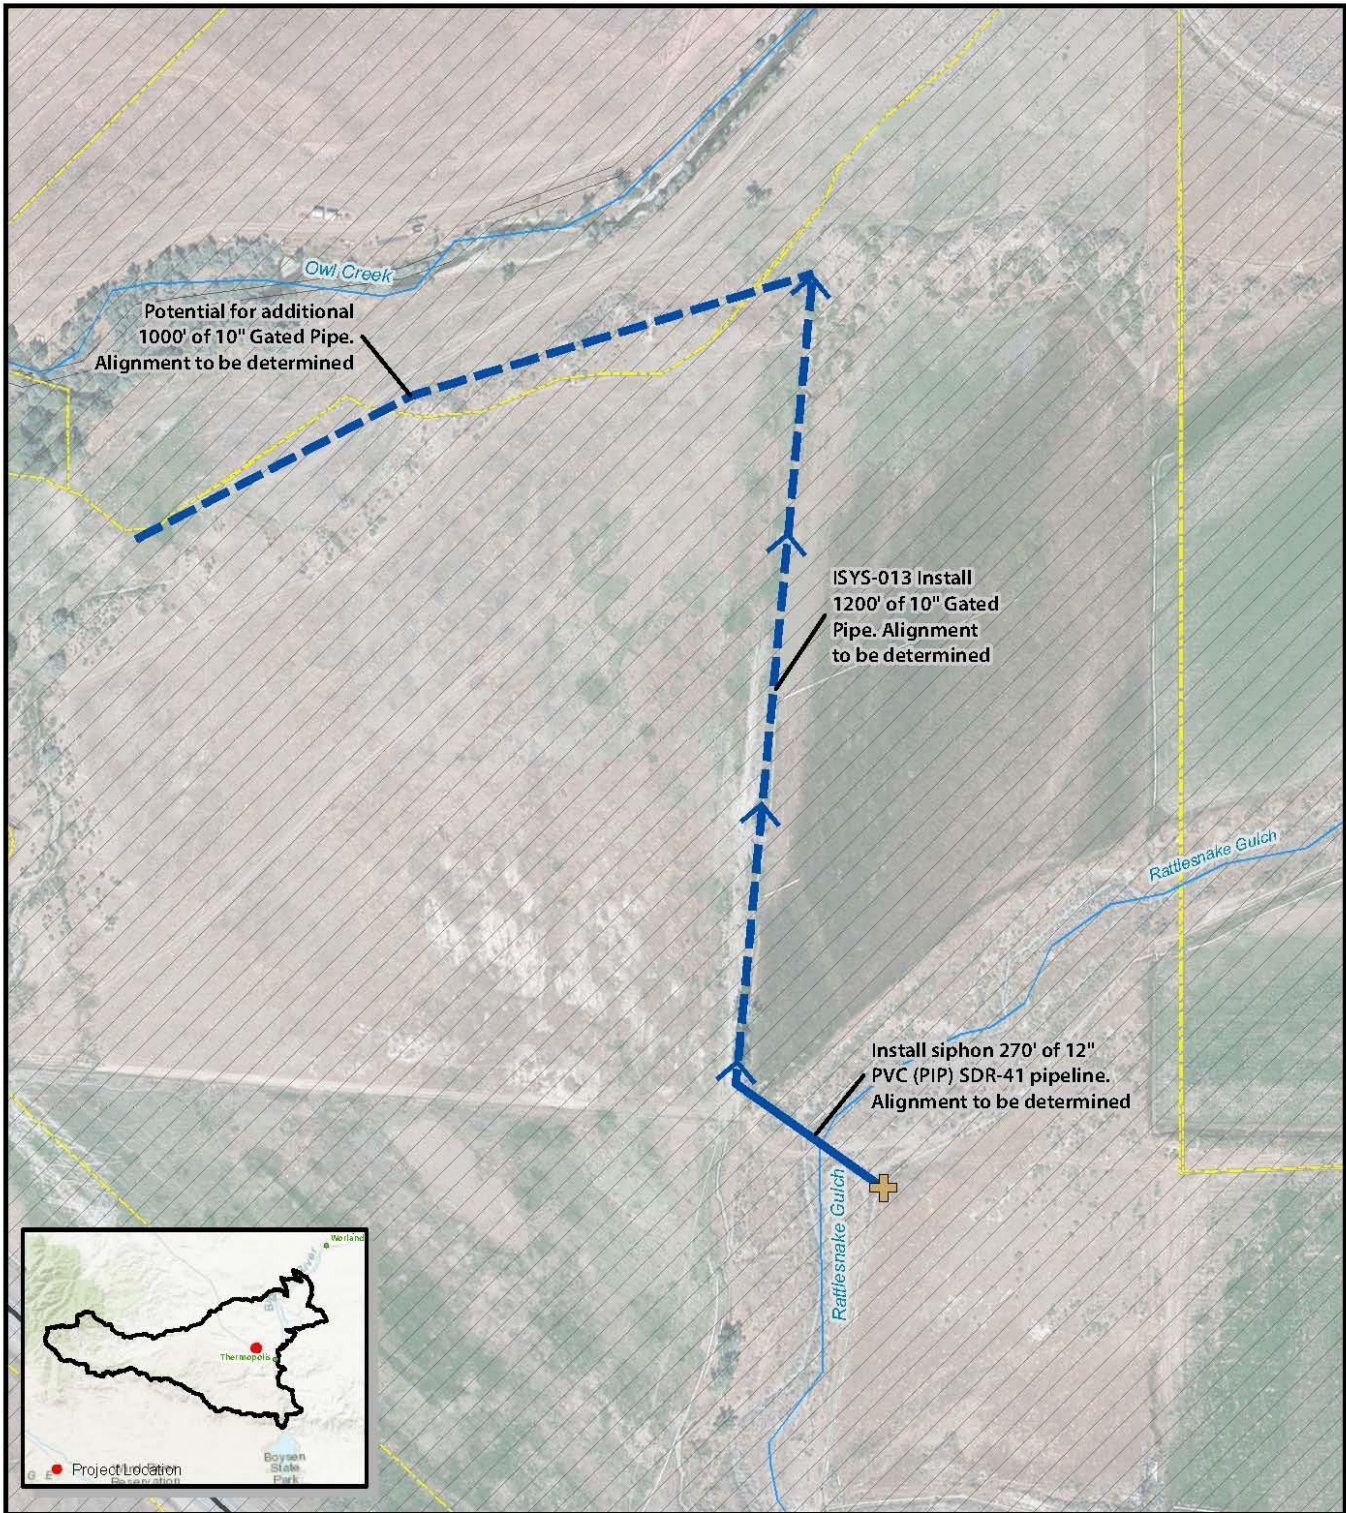 Owl Creek
Potential for additional
1000' of 10" Gated Pipe.
Alignment to be determined
ISYS-013 Install
1200' of 10" Gated
Pipe. Alignment
to be determined
Rattlesnake Gulch
Install siphon 270' of 12"
PVC (PIP) SDR-41 pipeline.
Alignment to be determined
Rattlesnake Gulch
Worland
Thermopolis
Boysen
State
Park
Project Location
Reservation